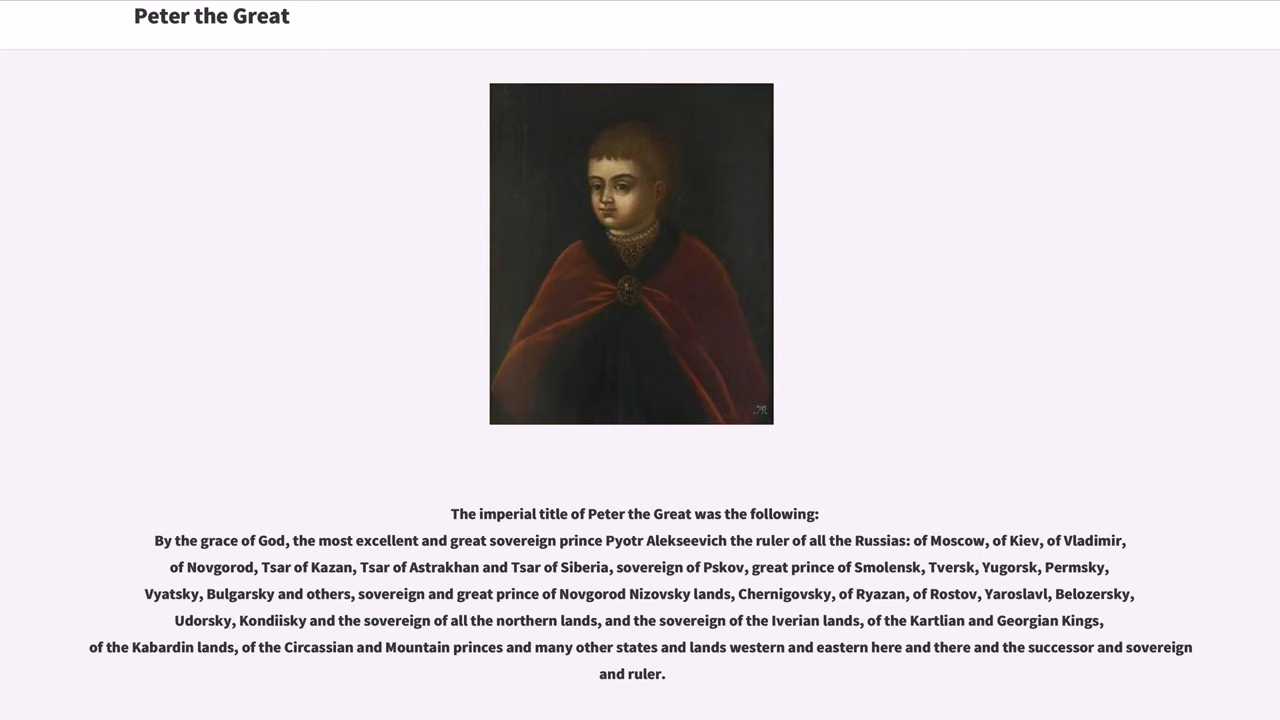 Peter the Great
The imperial title of Peter the Great was the following:
By the grace of God, the most excellent and great sovereign prince Pyotr Alekseevich the ruler of all the Russias: of Moscow, of Kiev, of Vladimir,
of Novgorod, Tsar of Kazan, Tsar of Astrakhan and Tsar of Siberia, sovereign of Pskov, great prince of Smolensk, Tversk, Yugorsk, Permsky,
Vyatsky, Bulgarsky and others, sovereign and great prince of Novgorod Nizovsky lands, Chernigovsky, of Ryazan, of Rostov, Yaroslavl, Belozersky,
Udorsky, Kondiisky and the sovereign of all the northern lands, and the sovereign of the Iverian lands, of the Kartlian and Georgian Kings,
of the Kabardin lands, of the Circassian and Mountain princes and many other states and lands western and eastern here and there and the successor and sovereign
and ruler.